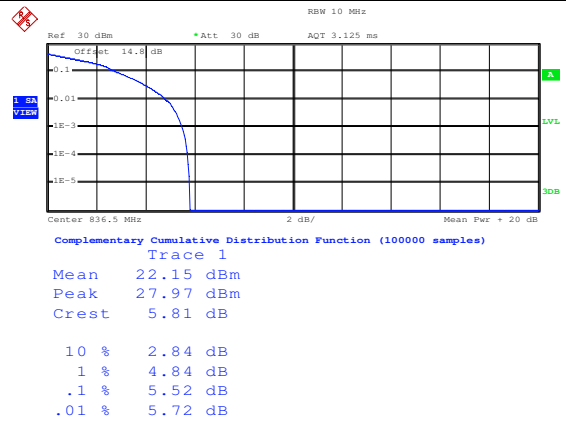 RBW 10 MHz
Ref 30 dBm *Att 30 dB AQT 3.125 ms
Offset 14.8 dB
0.1
A
0.01
1 SA
VIEW
1E-3
LVL
1E-4
1E-5
3DB
Center 836.5 MHz 2 dB/ Mean Pwr + 20 dB
Complementary Cumulative Distribution Function (100000 samples)
Trace 1
Mean 22.15 dBm
Peak 27.97 dBm
Crest 5.81 dB
10 % 2.84 dB
1 % 4.84 dB
.1 % 5.52 dB
.01 % 5.72 dB